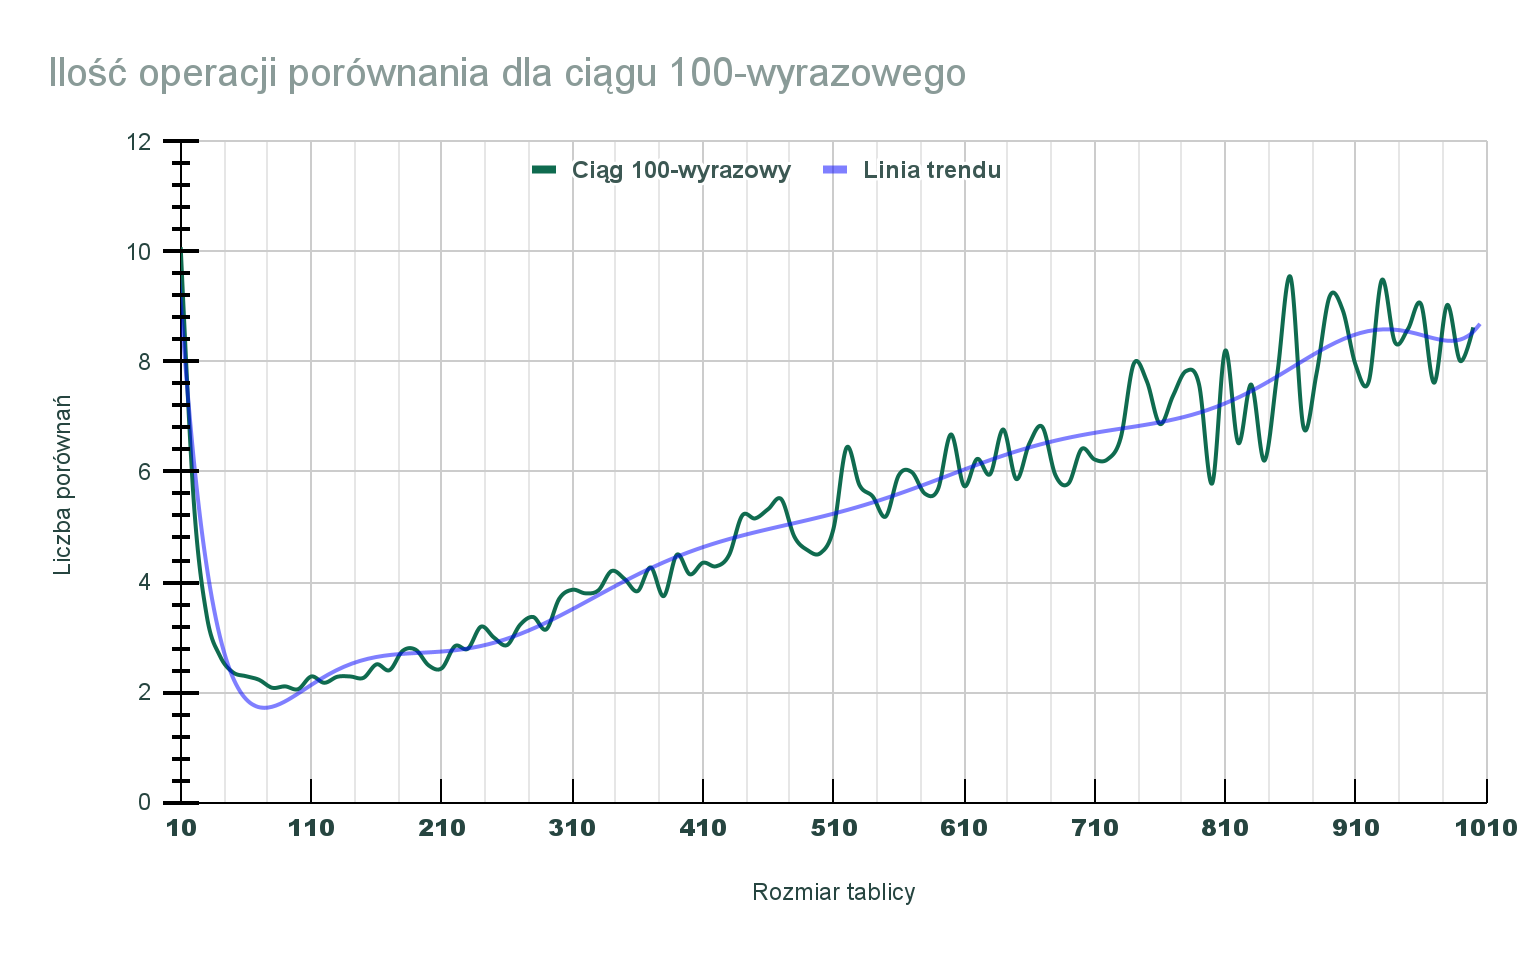 Ilość operacji porównania dla ciągu 100-wyrazowego
Ciąg 100-wyrazowy Linia trendu
12
10
8
6
4
2
0
Liczba porównań
10 110 210 310 410 510 610 710 810 910 1010
Rozmiar tablicy